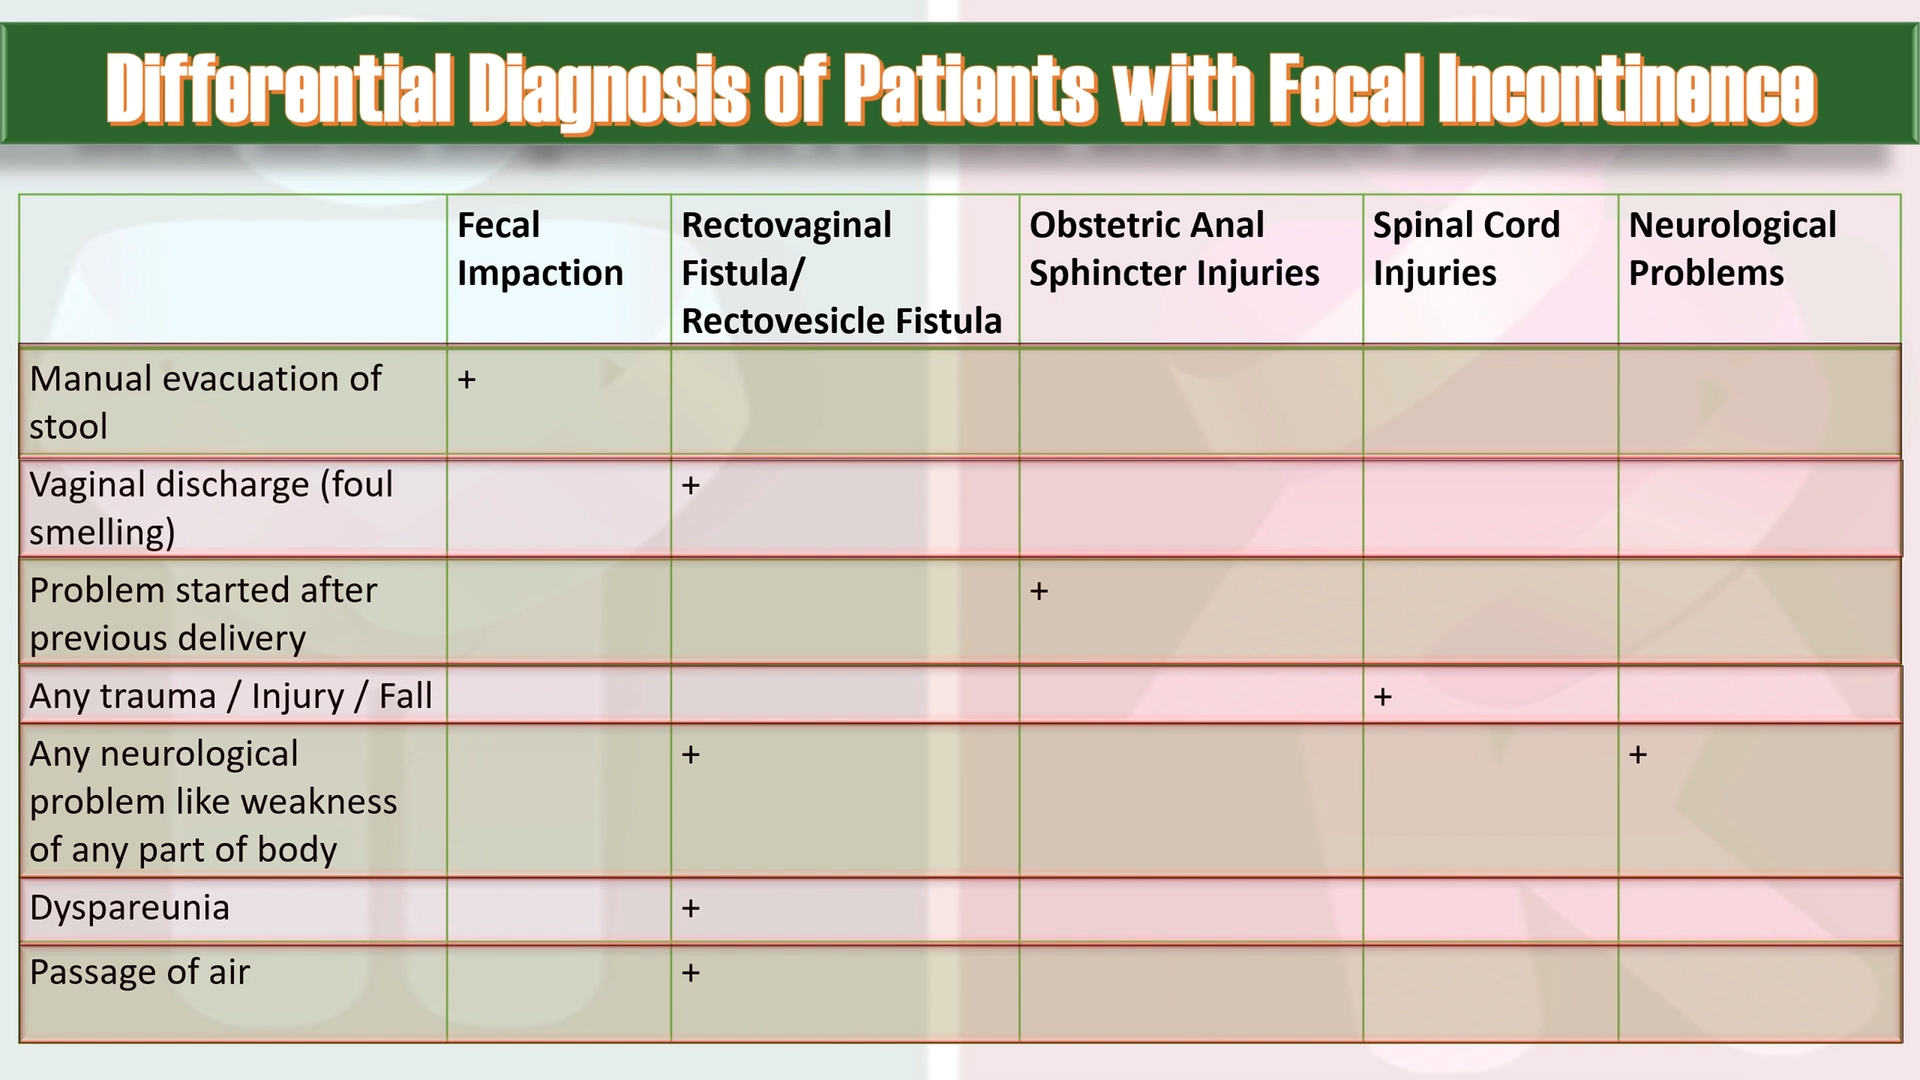 Differential Diagnosis of Patients with Fecal Incontinence
Fecal
Impaction
Rectovaginal
Fistula/
Rectovesicle Fistula
Obstetric Anal
Sphincter Injuries
Spinal Cord
Injuries
Neurological
Problems
Manual evacuation of
stool
+
Vaginal discharge (foul
smelling)
+
Problem started after
previous delivery
+
Any trauma / Injury / Fall
+
Any neurological
problem like weakness
of any part of body
+
+
Dyspareunia
+
Passage of air
+